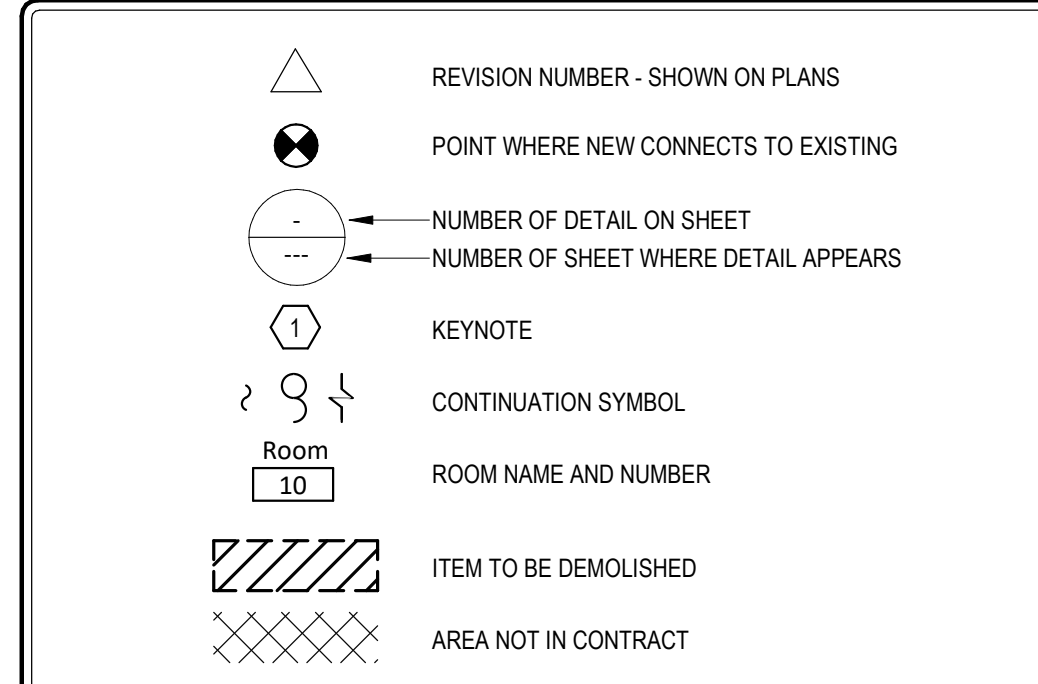 REVISION NUMBER - SHOWN ON PLANS
POINT WHERE NEW CONNECTS TO EXISTING
-
NUMBER OF DETAIL ON SHEET
---
NUMBER OF SHEET WHERE DETAIL APPEARS
1
KEYNOTE
CONTINUATION SYMBOL
Room
10
ROOM NAME AND NUMBER
ITEM TO BE DEMOLISHED
AREA NOT IN CONTRACT